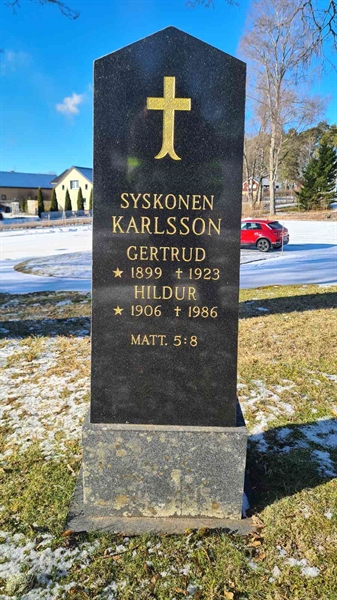 SYSKONEN
KARLSSON
GERTRUD
★ 1899 ✝ 1923
HILDUR
★ 1906 ✝ 1986
MATT. 5:8